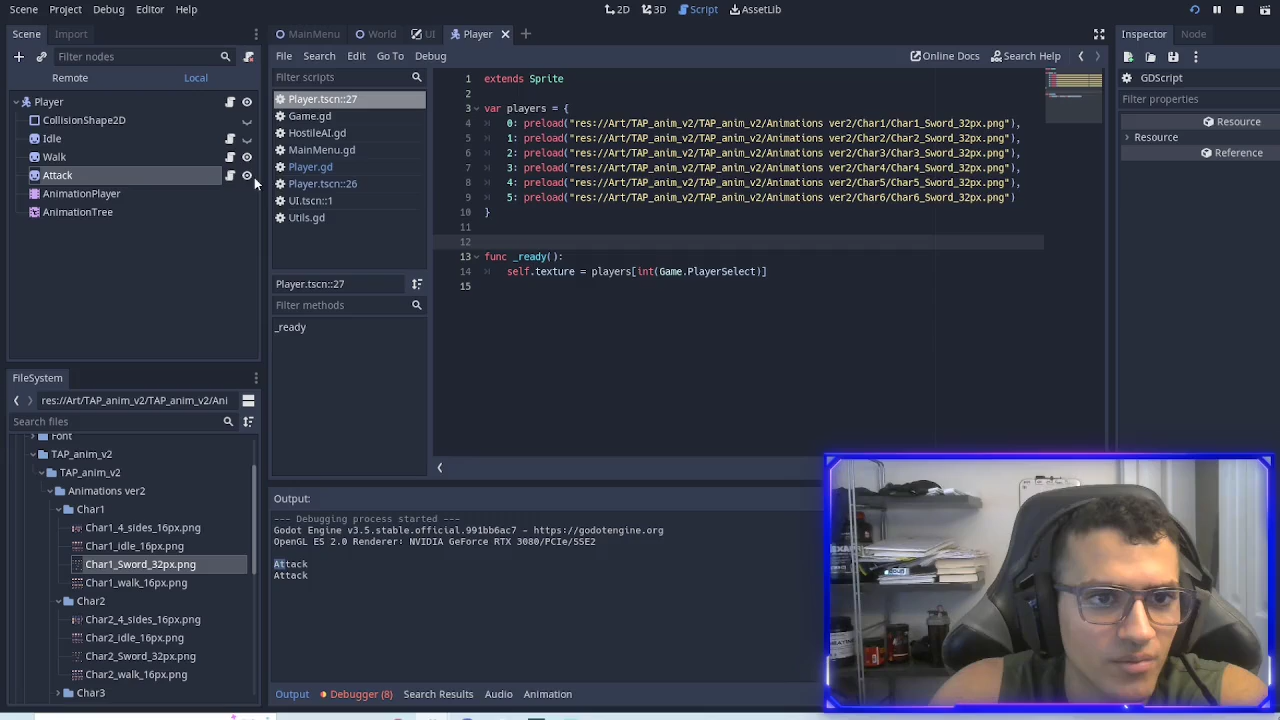 Scene Project Debug Editor Help 2D 3D Script AssetLib
Scene Import MainMenu World UI Player Inspector Node
Filter nodes File Search Edit Go To Debug Online Docs Search Help
Remote Local Filter scripts GDScript
Player
CollisionShape2D
Idle
Walk
Attack
AnimationPlayer
AnimationTree
Player.tscn::27
Game.gd
HostileAI.gd
MainMenu.gd
Player.gd
Player.tscn::26
UI.tscn::1
Utils.gd
Player.tscn::27
Filter methods
_ready
1 extends Sprite
2
3 var players = {
4 0: preload("res://Art/TAP_anim_v2/TAP_anim_v2/Animations ver2/Char1/Char1_Sword_32px.png"),
5 1: preload("res://Art/TAP_anim_v2/TAP_anim_v2/Animations ver2/Char2/Char2_Sword_32px.png"),
6 2: preload("res://Art/TAP_anim_v2/TAP_anim_v2/Animations ver2/Char3/Char3_Sword_32px.png"),
7 3: preload("res://Art/TAP_anim_v2/TAP_anim_v2/Animations ver2/Char4/Char4_Sword_32px.png"),
8 4: preload("res://Art/TAP_anim_v2/TAP_anim_v2/Animations ver2/Char5/Char5_Sword_32px.png"),
9 5: preload("res://Art/TAP_anim_v2/TAP_anim_v2/Animations ver2/Char6/Char6_Sword_32px.png")
10 }
11
12
13 func _ready():
14 self.texture = players[int(Game.PlayerSelect)]
15
Filter properties
Resource
Resource
Reference
FileSystem
res://Art/TAP_anim_v2/TAP_anim_v2/Ani
Search files
Font
TAP_anim_v2
TAP_anim_v2
Animations ver2
Char1
Char1_4_sides_16px.png
Char1_idle_16px.png
Char1_Sword_32px.png
Char1_walk_16px.png
Char2
Char2_4_sides_16px.png
Char2_idle_16px.png
Char2_Sword_32px.png
Char2_walk_16px.png
Char3
Output:
--- Debugging process started ---
Godot Engine v3.5.stable.official.991bb6ac7 - https://godotengine.org
OpenGL ES 2.0 Renderer: NVIDIA GeForce RTX 3080/PCIe/SSE2
Attack
Attack
Output Debugger (8) Search Results Audio Animation